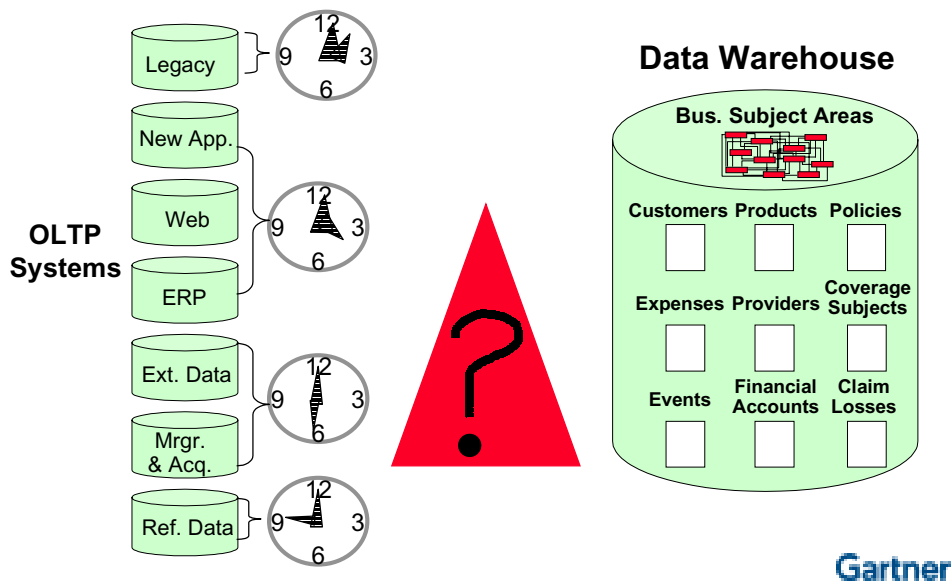 OLTP
Systems
Legacy
New App.
Web
ERP
Ext. Data
Mrgr.
& Acq.
Ref. Data
12
9 3
6
12
9 3
6
12
9 3
6
12
9 3
6
?
Data Warehouse
Bus. Subject Areas
Customers Products Policies
Expenses Providers Coverage
Subjects
Events Financial
Accounts Claim
Losses
Gartner